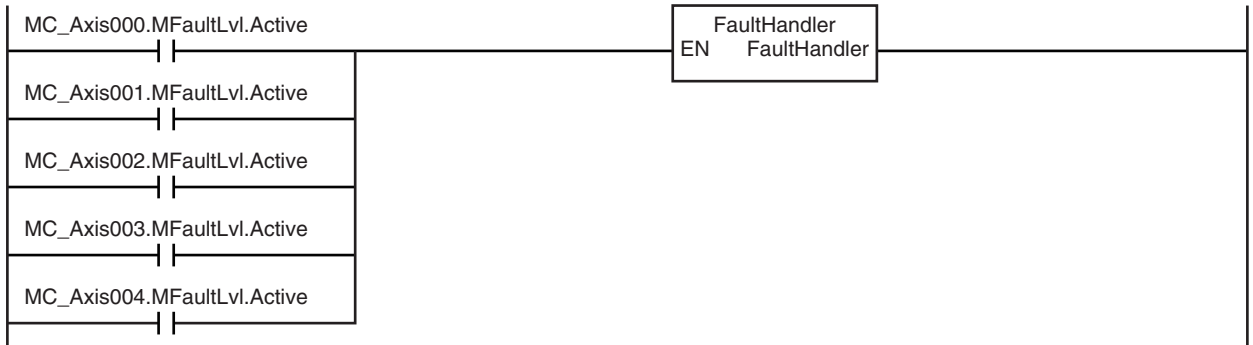 MC_Axis000.MFaultLvl.Active
FaultHandler
EN FaultHandler
MC_Axis001.MFaultLvl.Active
MC_Axis002.MFaultLvl.Active
MC_Axis003.MFaultLvl.Active
MC_Axis004.MFaultLvl.Active